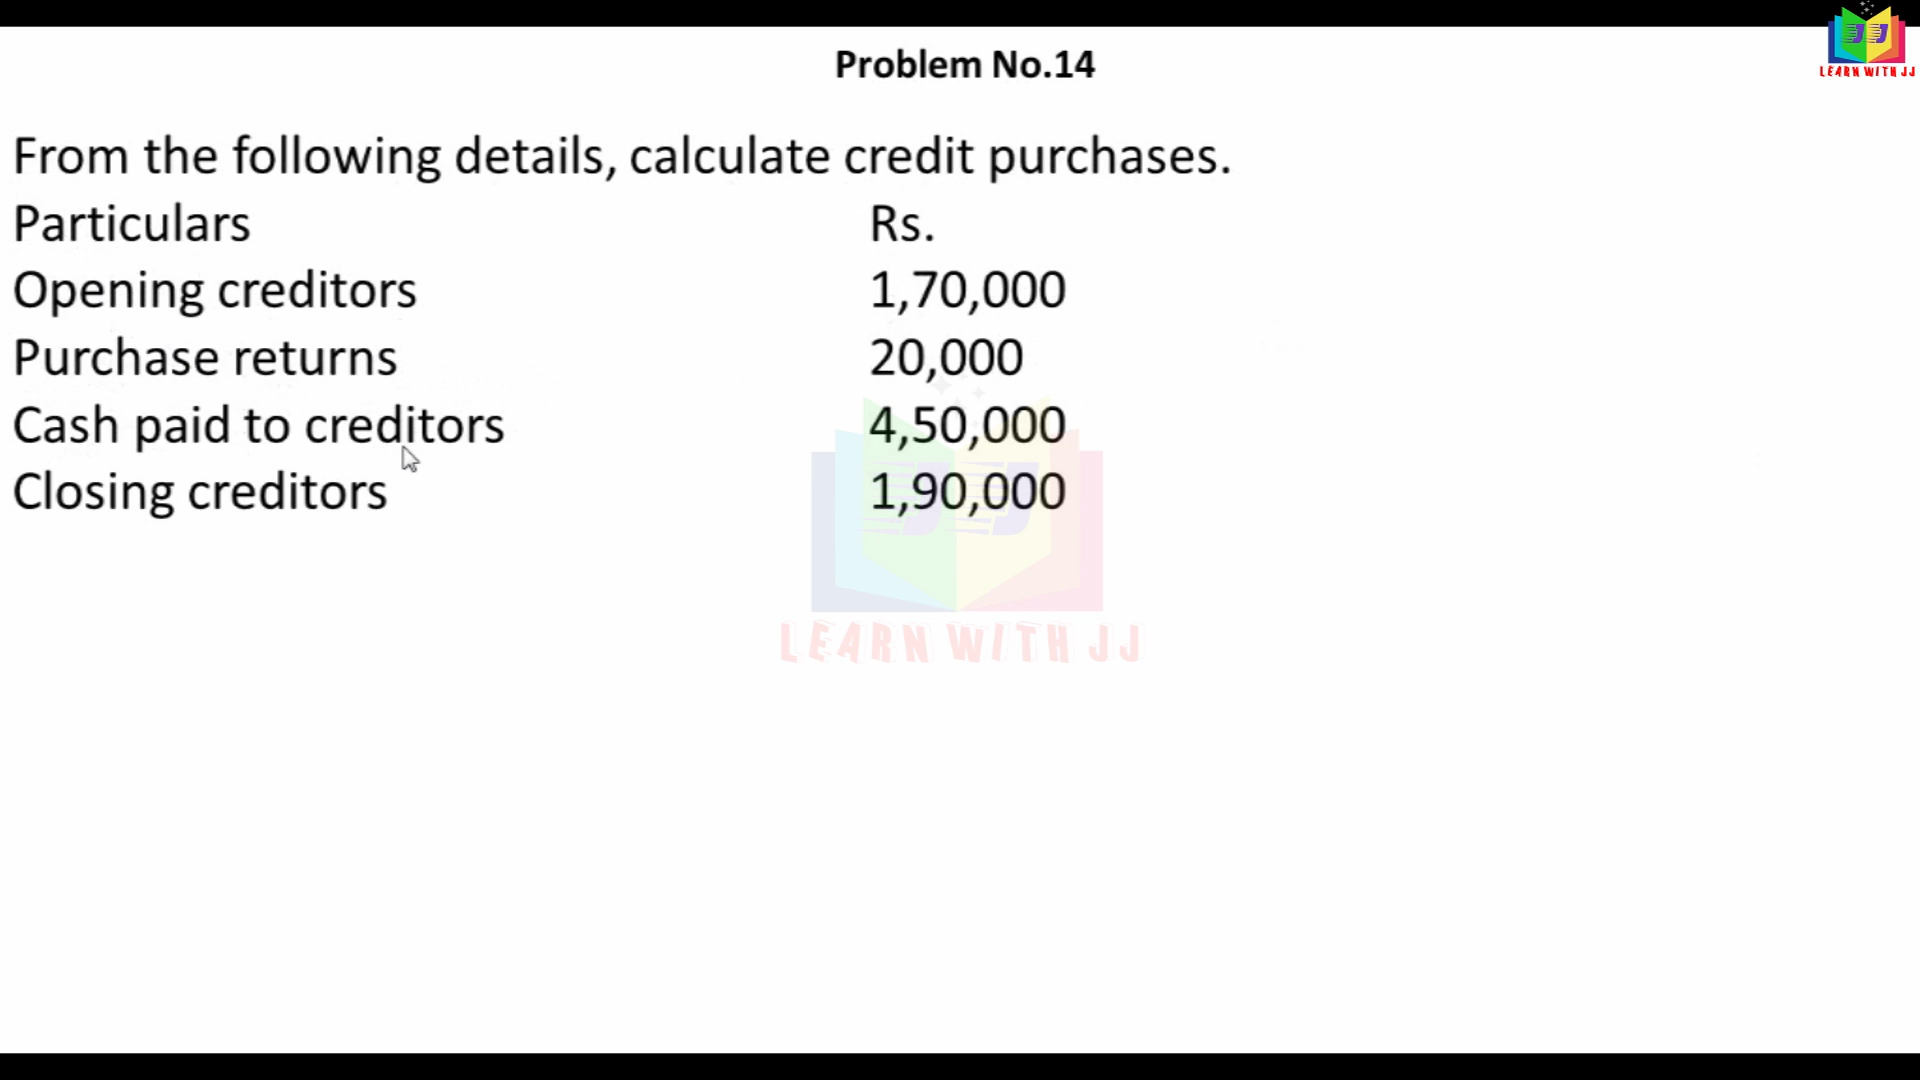 LEARN WITH JJ
Problem No.14
From the following details, calculate credit purchases.
Particulars Rs.
Opening creditors 1,70,000
Purchase returns 20,000
Cash paid to creditors 4,50,000
Closing creditors 1,90,000
JJ
LEARN WITH JJ